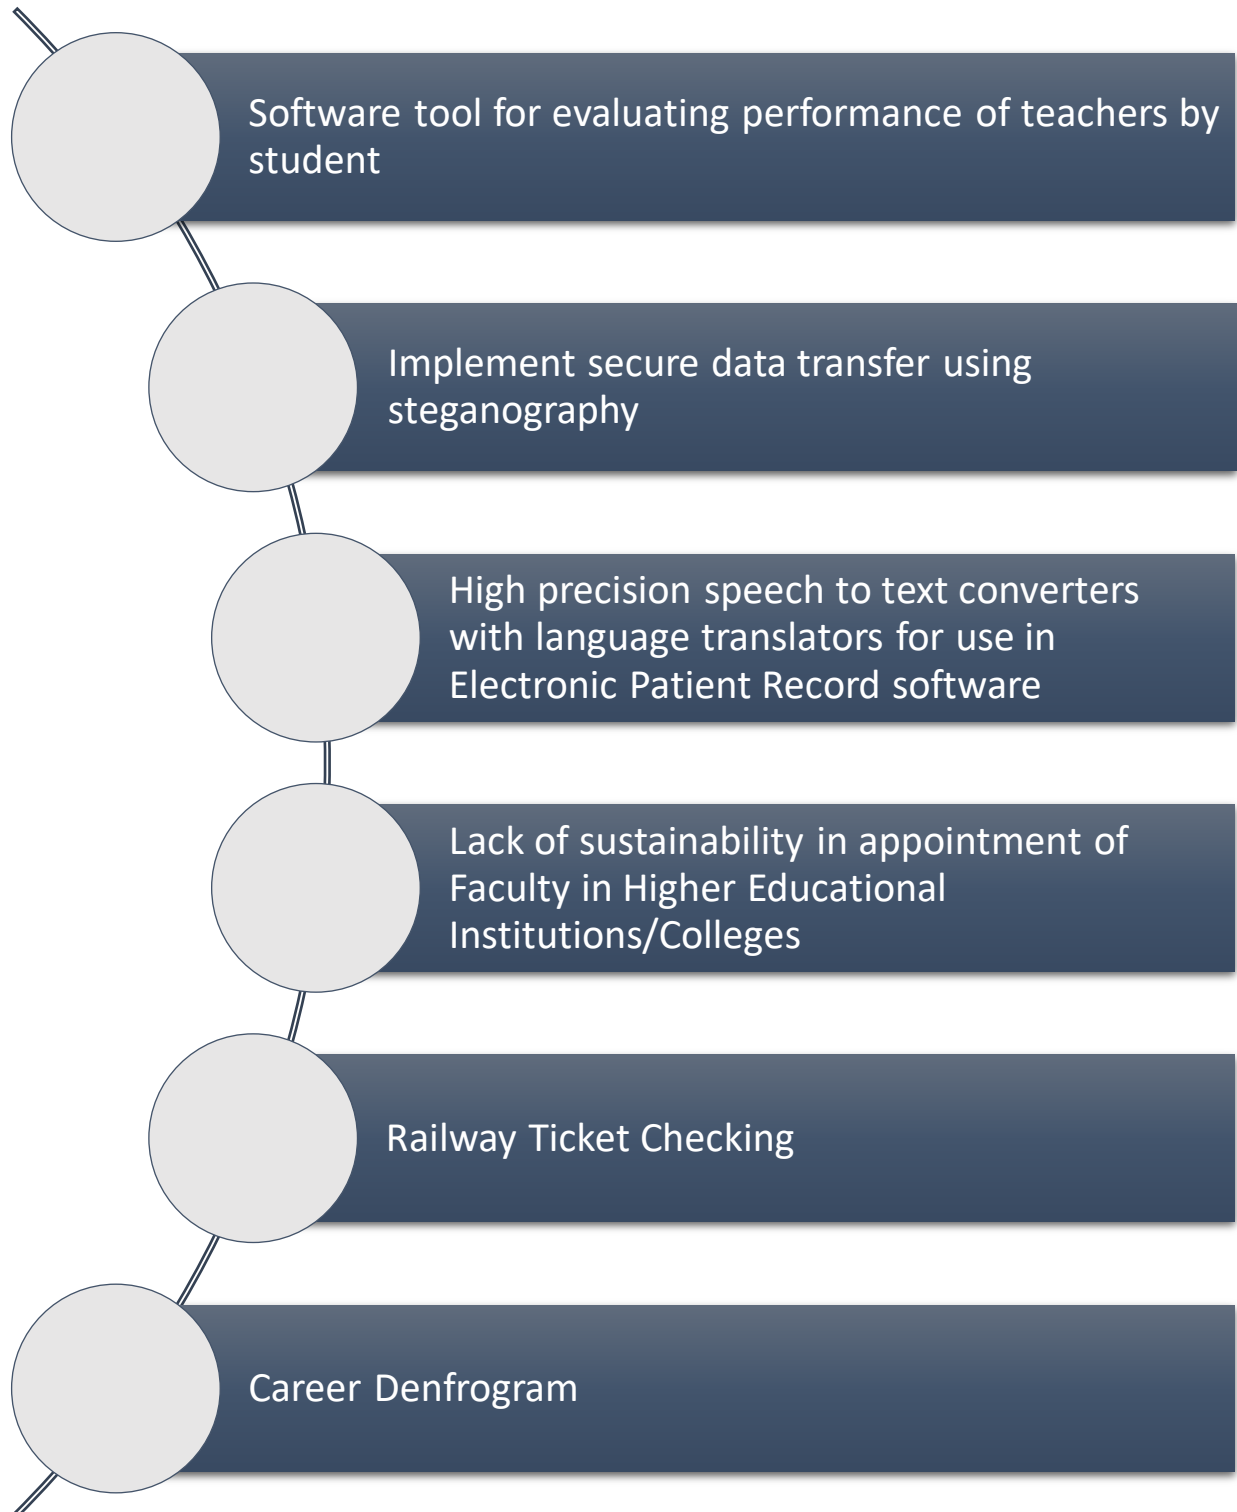 Software tool for evaluating performance of teachers by
student
Implement secure data transfer using
steganography
High precision speech to text converters
with language translators for use in
Electronic Patient Record software
Lack of sustainability in appointment of
Faculty in Higher Educational
Institutions/Colleges
Railway Ticket Checking
Career Denfrogram